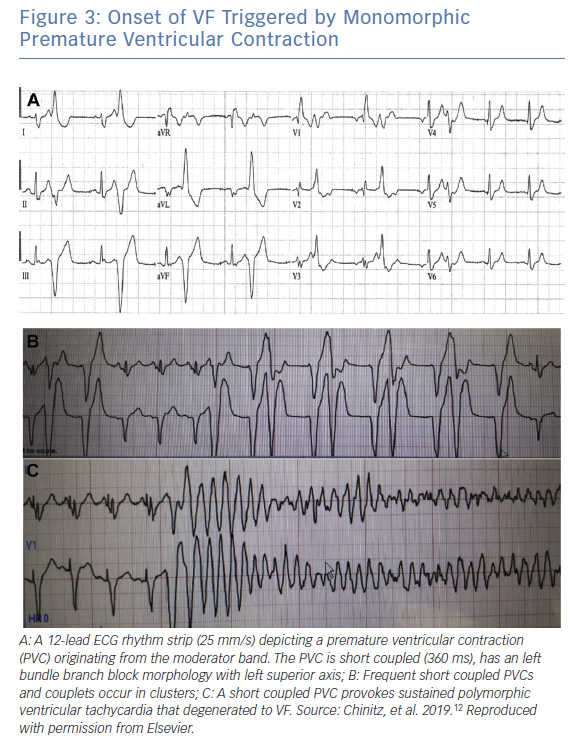 Figure 3: Onset of VF Triggered by Monomorphic
Premature Ventricular Contraction
A
I
aVR
V1
V4
II
aVL
V2
V5
III
aVF
V3
V6
B
to scale.
C
V1
A: A 12-lead ECG rhythm strip (25 mm/s) depicting a premature ventricular contraction
(PVC) originating from the moderator band. The PVC is short coupled (360 ms), has an left
bundle branch block morphology with left superior axis; B: Frequent short coupled PVCs
and couplets occur in clusters; C: A short coupled PVC provokes sustained polymorphic
ventricular tachycardia that degenerated to VF. Source: Chinitz, et al. 2019.¹² Reproduced
with permission from Elsevier.